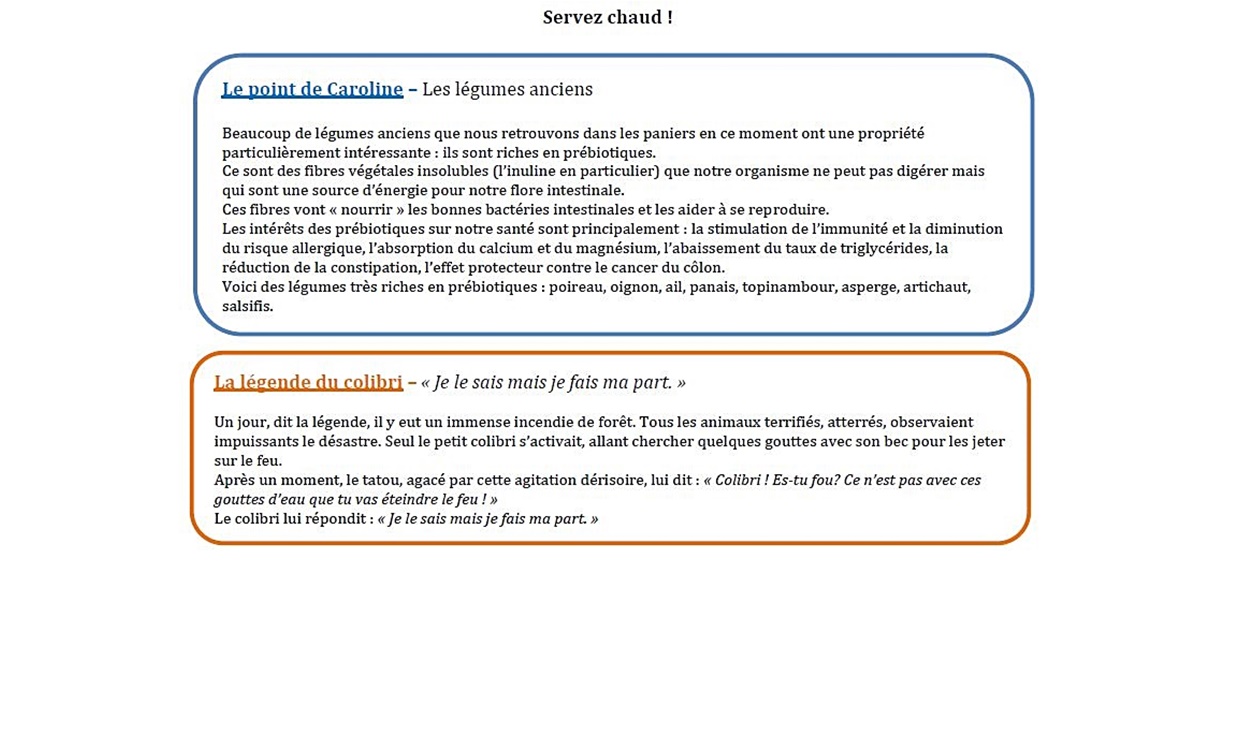 Servez chaud !
Le point de Caroline – Les légumes anciens
Beaucoup de légumes anciens que nous retrouvons dans les paniers en ce moment ont une propriété
particulièrement intéressante : ils sont riches en prébiotiques.
Ce sont des fibres végétales insolubles (l’inuline en particulier) que notre organisme ne peut pas digérer mais
qui sont une source d’énergie pour notre flore intestinale.
Ces fibres vont « nourrir » les bonnes bactéries intestinales et les aider à se reproduire.
Les intérêts des prébiotiques sur notre santé sont principalement : la stimulation de l’immunité et la diminution
du risque allergique, l’absorption du calcium et du magnésium, l’abaissement du taux de triglycérides, la
réduction de la constipation, l’effet protecteur contre le cancer du côlon.
Voici des légumes très riches en prébiotiques : poireau, oignon, ail, panais, topinambour, asperge, artichaut,
salsifis.
La légende du colibri – « Je le sais mais je fais ma part. »
Un jour, dit la légende, il y eut un immense incendie de forêt. Tous les animaux terrifiés, atterrés, observaient
impuissants le désastre. Seul le petit colibri s’activait, allant chercher quelques gouttes avec son bec pour les jeter
sur le feu.
Après un moment, le tatou, agacé par cette agitation dérisoire, lui dit : « Colibri ! Es-tu fou? Ce n’est pas avec ces
gouttes d’eau que tu vas éteindre le feu ! »
Le colibri lui répondit : « Je le sais mais je fais ma part. »